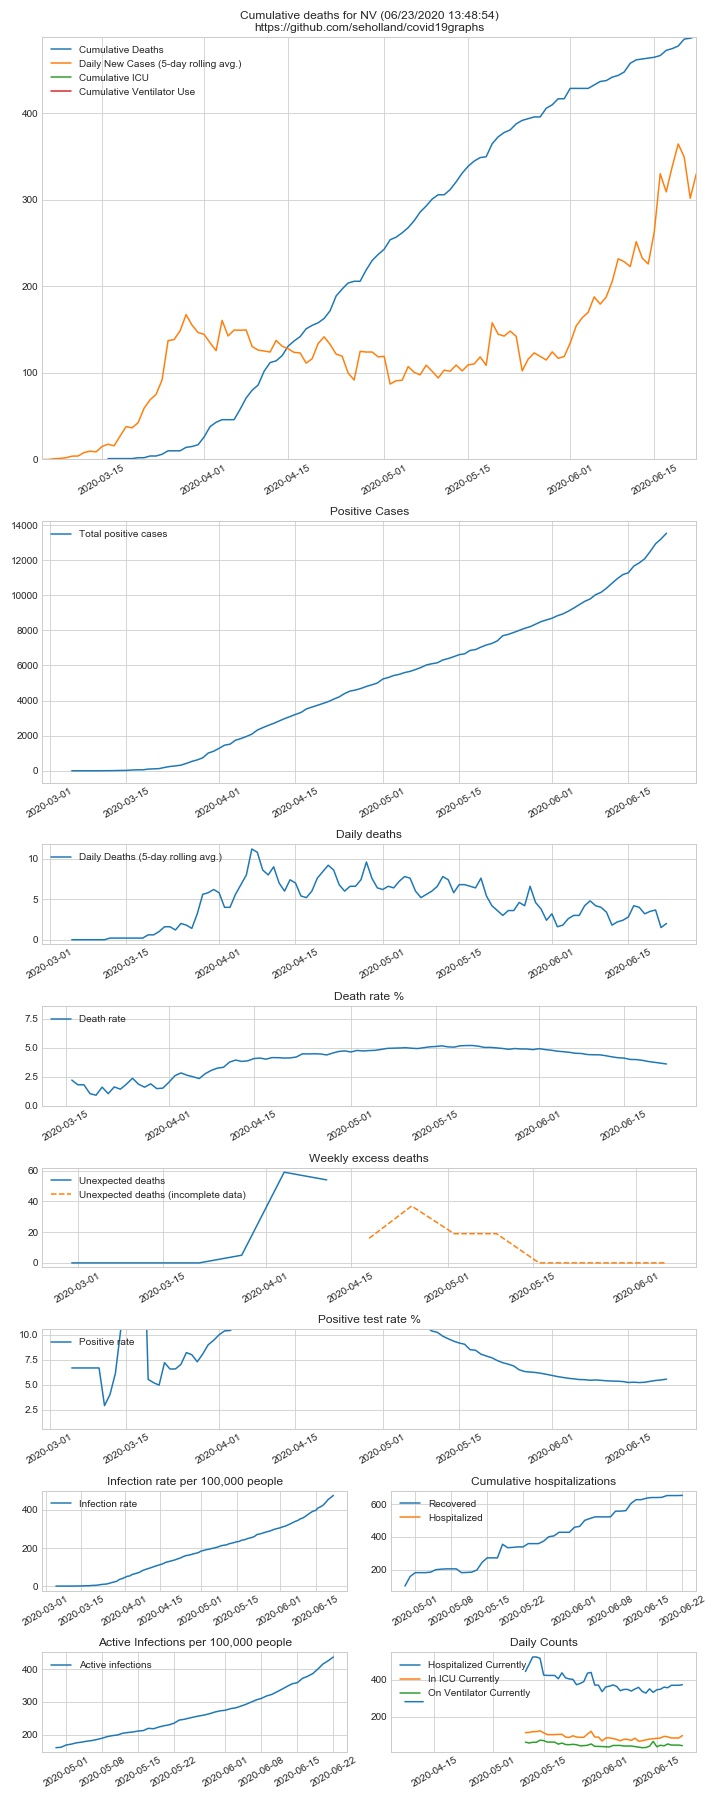 Cumulative deaths for NV (06/23/2020 13:48:54)
https://github.com/seholland/covid19graphs
Cumulative Deaths
Daily New Cases (5-day rolling avg.)
Cumulative ICU
Cumulative Ventilator Use
400
300
200
100
0
2020-03-15 2020-04-01 2020-04-15 2020-05-01 2020-05-15 2020-06-01 2020-06-15
Positive Cases
Total positive cases
14000
12000
10000
8000
6000
4000
2000
0
2020-03-01 2020-03-15 2020-04-01 2020-04-15 2020-05-01 2020-05-15 2020-06-01 2020-06-15
Daily deaths
Daily Deaths (5-day rolling avg.)
10
5
0
2020-03-01 2020-03-15 2020-04-01 2020-04-15 2020-05-01 2020-05-15 2020-06-01 2020-06-15
Death rate %
Death rate
7.5
5.0
2.5
0.0
2020-03-15 2020-04-01 2020-04-15 2020-05-01 2020-05-15 2020-06-01 2020-06-15
Weekly excess deaths
Unexpected deaths
Unexpected deaths (incomplete data)
60
40
20
0
2020-03-01 2020-03-15 2020-04-01 2020-04-15 2020-05-01 2020-05-15 2020-06-01
Positive test rate %
Positive rate
10.0
7.5
5.0
2.5
2020-03-01 2020-03-15 2020-04-01 2020-04-15 2020-05-01 2020-05-15 2020-06-01 2020-06-15
Infection rate per 100,000 people
Infection rate
400
200
0
2020-03-01 2020-03-15 2020-04-01 2020-04-15 2020-05-01 2020-05-15 2020-06-01 2020-06-15
Cumulative hospitalizations
Recovered
Hospitalized
600
400
200
2020-05-01 2020-05-08 2020-05-15 2020-05-22 2020-06-01 2020-06-08 2020-06-15 2020-06-22
Active Infections per 100,000 people
Active infections
400
300
200
2020-05-01 2020-05-08 2020-05-15 2020-05-22 2020-06-01 2020-06-08 2020-06-15 2020-06-22
Daily Counts
Hospitalized Currently
In ICU Currently
On Ventilator Currently
400
200
2020-04-15 2020-05-01 2020-05-15 2020-06-01 2020-06-15